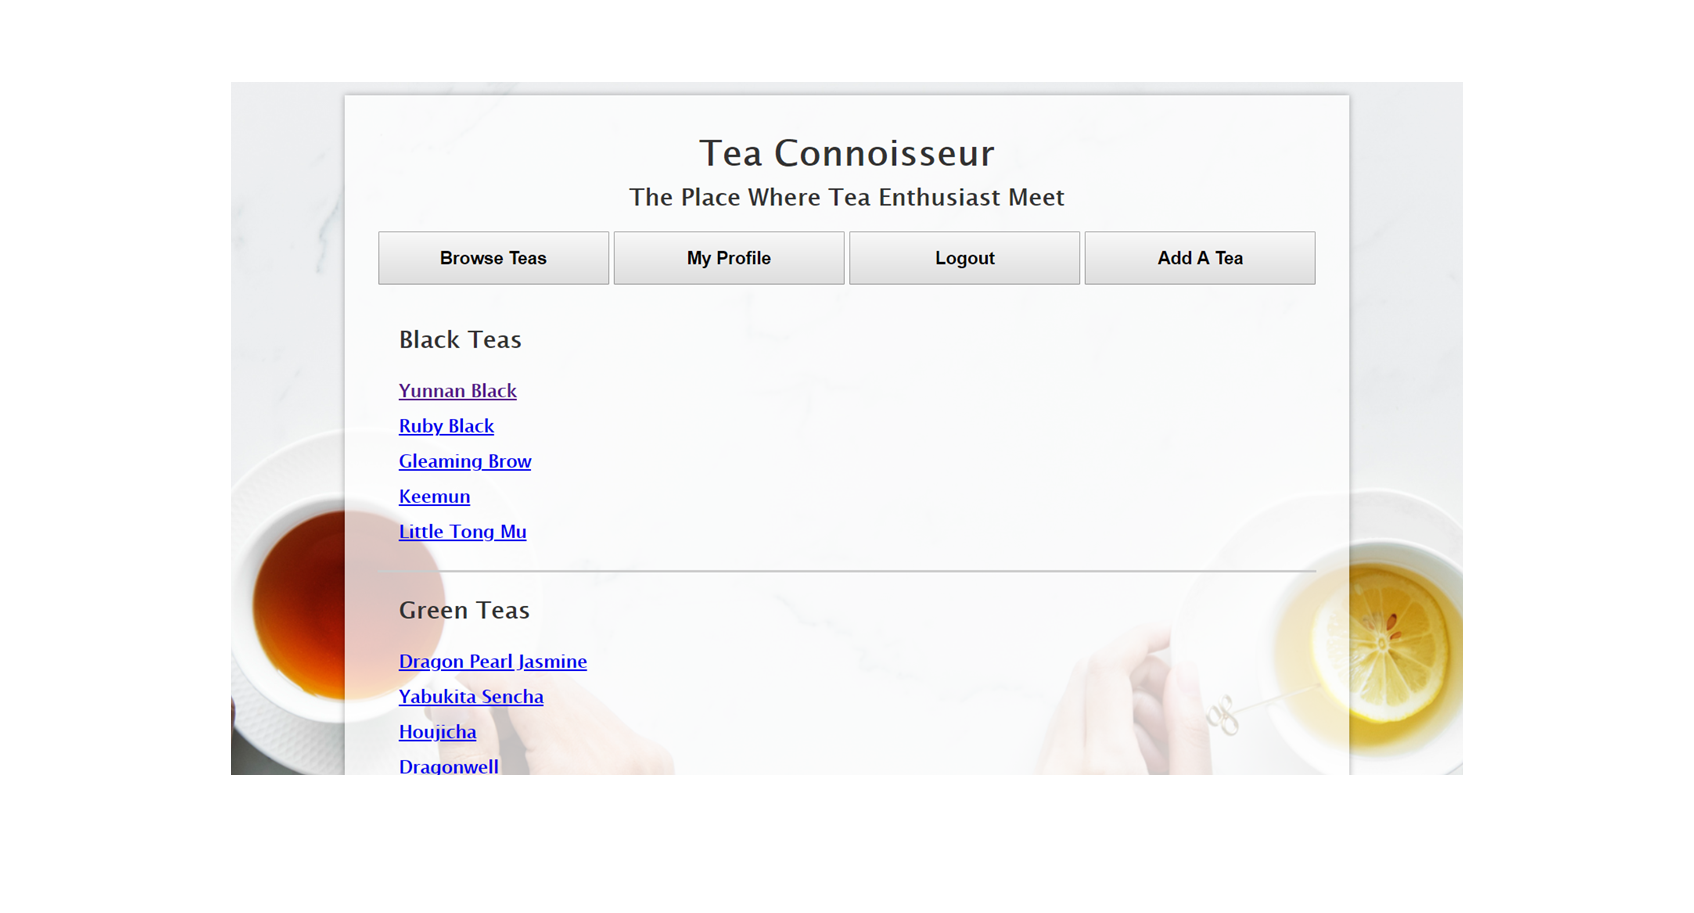 Tea Connoisseur
The Place Where Tea Enthusiast Meet
Browse Teas My Profile Logout Add A Tea
Black Teas
Yunnan Black
Ruby Black
Gleaming Brow
Keemun
Little Tong Mu
Green Teas
Dragon Pearl Jasmine
Yabukita Sencha
Houjicha
Dragonwell